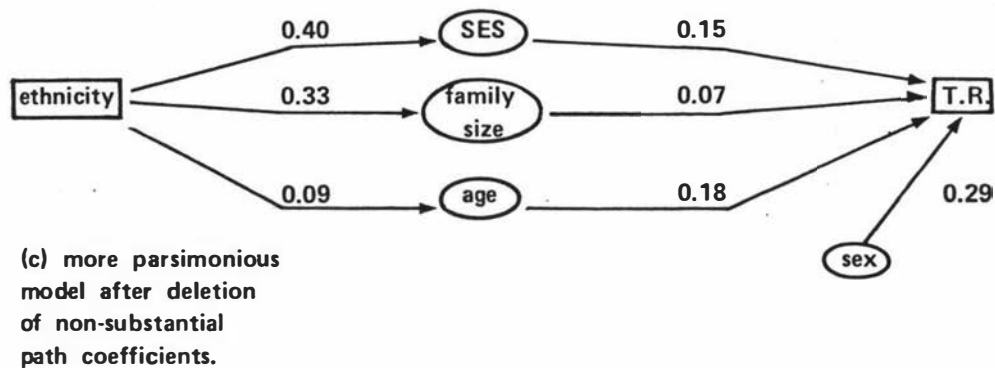 0.40 SES 0.15
ethnicity 0.33 family size 0.07 T.R.
0.09 age 0.18 0.29
sex
(c) more parsimonious
model after deletion
of non-substantial
path coefficients.